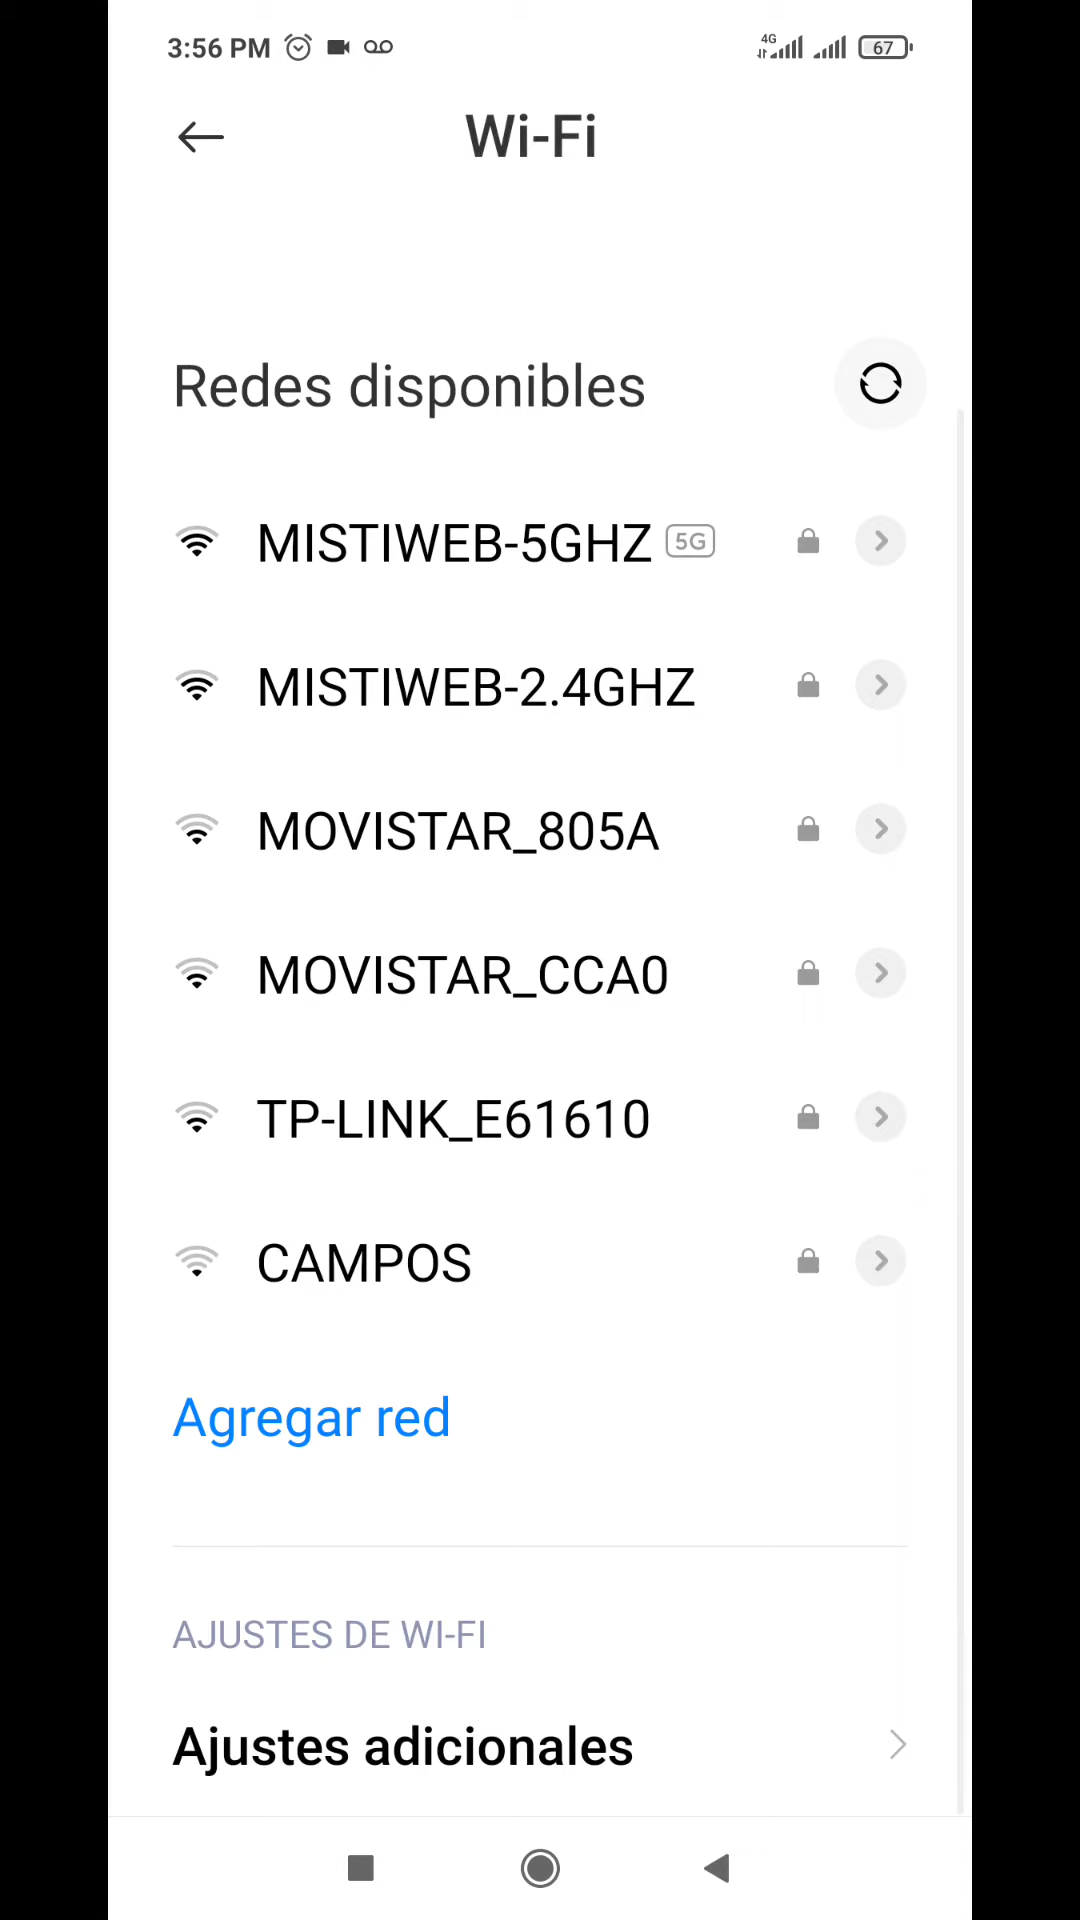 3:56 PM 4G 67
Wi-Fi
Redes disponibles
MISTIWEB-5GHZ 5G
MISTIWEB-2.4GHZ
MOVISTAR_805A
MOVISTAR_CCA0
TP-LINK_E61610
CAMPOS
Agregar red
AJUSTES DE WI-FI
Ajustes adicionales